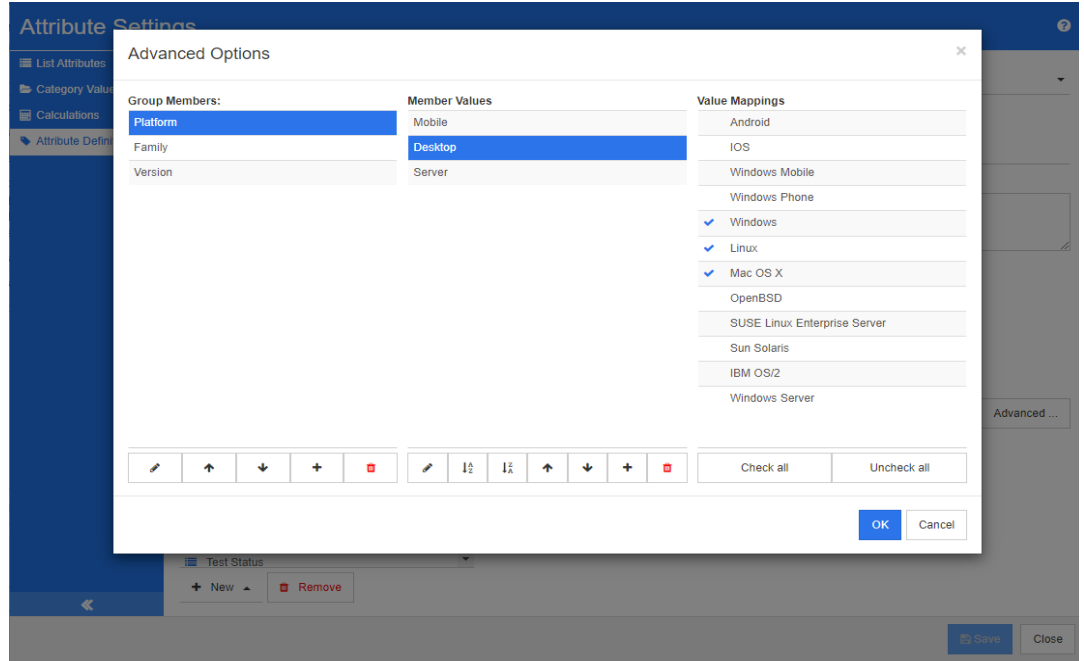 Attribute Settings
List Attributes
Category Value
Calculations
Attribute Defini
Advanced Options
×
Group Members:
Platform
Family
Version
Member Values
Mobile
Desktop
Server
Value Mappings
Android
IOS
Windows Mobile
Windows Phone
Windows
Linux
Mac OS X
OpenBSD
SUSE Linux Enterprise Server
Sun Solaris
IBM OS/2
Windows Server
Check all
Uncheck all
OK
Cancel
Advanced ...
Test Status
New
Remove
Save
Close